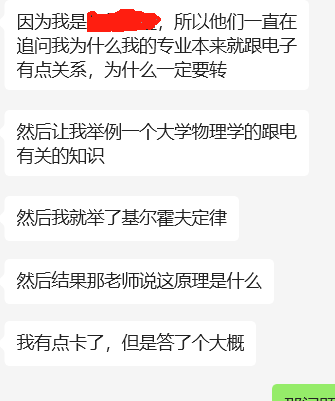 因为我是，所以他们一直在
追问我为什么我的专业本来就跟电子
有点关系，为什么一定要转
然后让我举例一个大学物理学的跟电
有关的知识
然后我就举了基尔霍夫定律
然后结果那老师说这原理是什么
我有点卡了，但是答了个大概